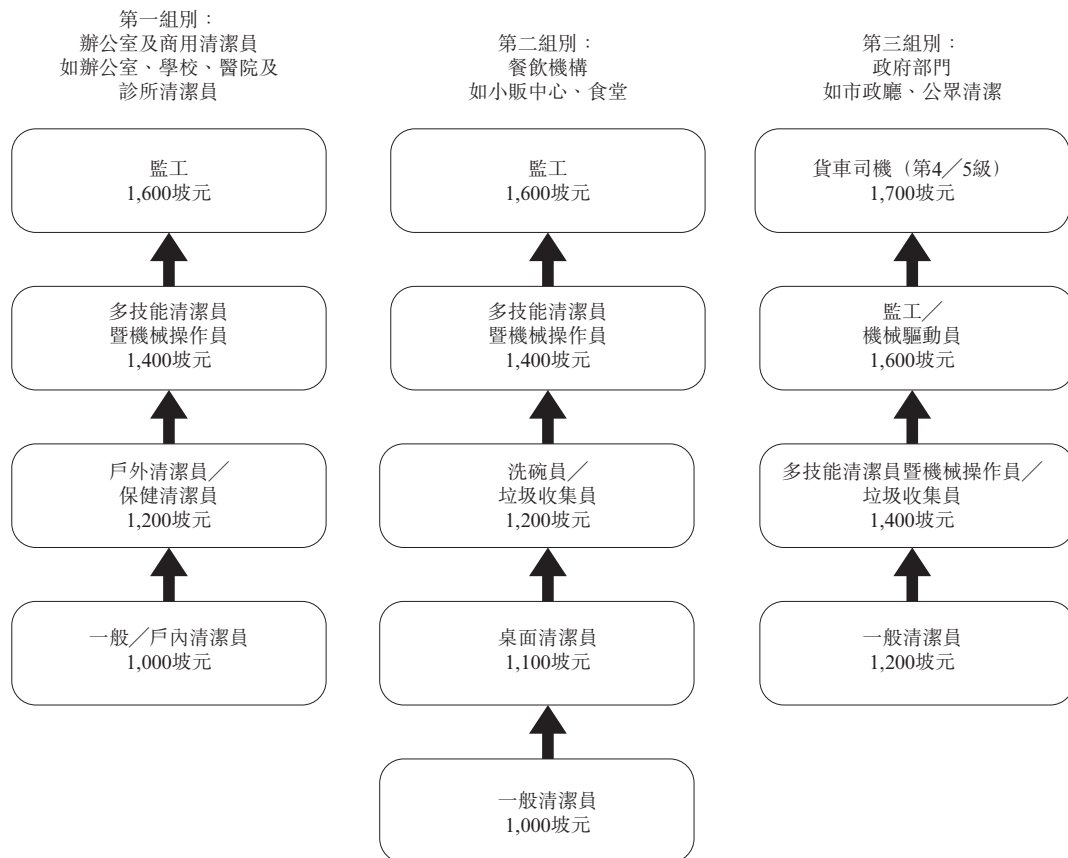 第一組別：
辦公室及商用清潔員
如辦公室、學校、醫院及
診所清潔員
監工
1,600坡元
多技能清潔員
暨機械操作員
1,400坡元
戶外清潔員／
保健清潔員
1,200坡元
一般／戶內清潔員
1,000坡元
第二組別：
餐飲機構
如小販中心、食堂
監工
1,600坡元
多技能清潔員
暨機械操作員
1,400坡元
洗碗員／
垃圾收集員
1,200坡元
桌面清潔員
1,100坡元
一般清潔員
1,000坡元
第三組別：
政府部門
如市政廳、公眾清潔
貨車司機（第4／5級）
1,700坡元
監工／
機械驅動員
1,600坡元
多技能清潔員暨機械操作員／
垃圾收集員
1,400坡元
一般清潔員
1,200坡元